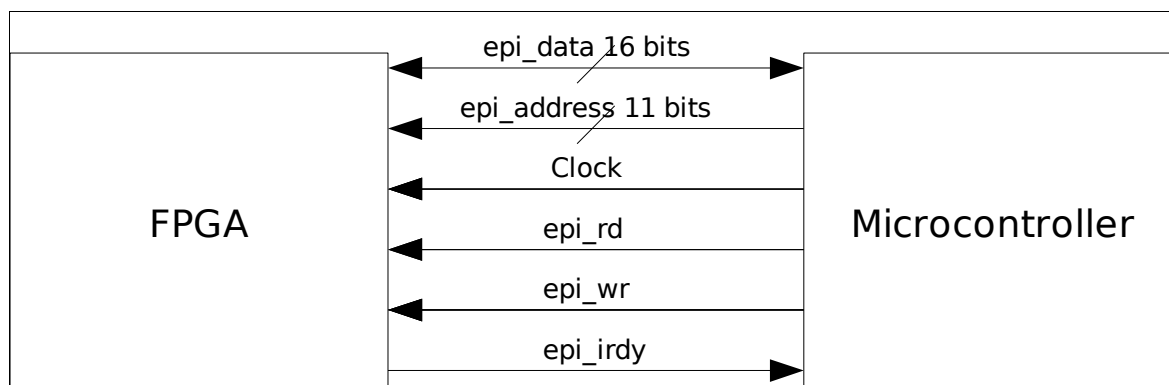 epi_data 16 bits
epi_address 11 bits
Clock
FPGA
Microcontroller
epi_rd
epi_wr
epi_irdy